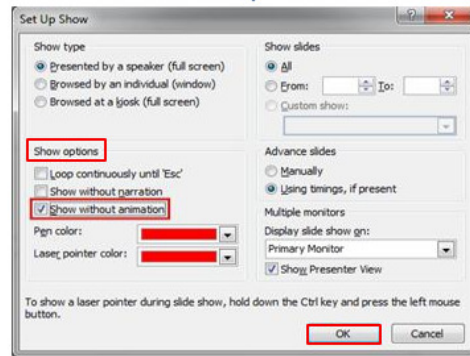 Set Up Show
Show type
Presented by a speaker (full screen)
Browsed by an individual (window)
Browsed at a kiosk (full screen)
Show slides
All
From: To:
Custom show:
Show options
Loop continuously until 'Esc'
Show without narration
Show without animation
Pen color:
Laser pointer color:
Advance slides
Manually
Using timings, if present
Multiple monitors
Display slide show on:
Primary Monitor
Show Presenter View
To show a laser pointer during slide show, hold down the Ctrl key and press the left mouse
button.
OK Cancel